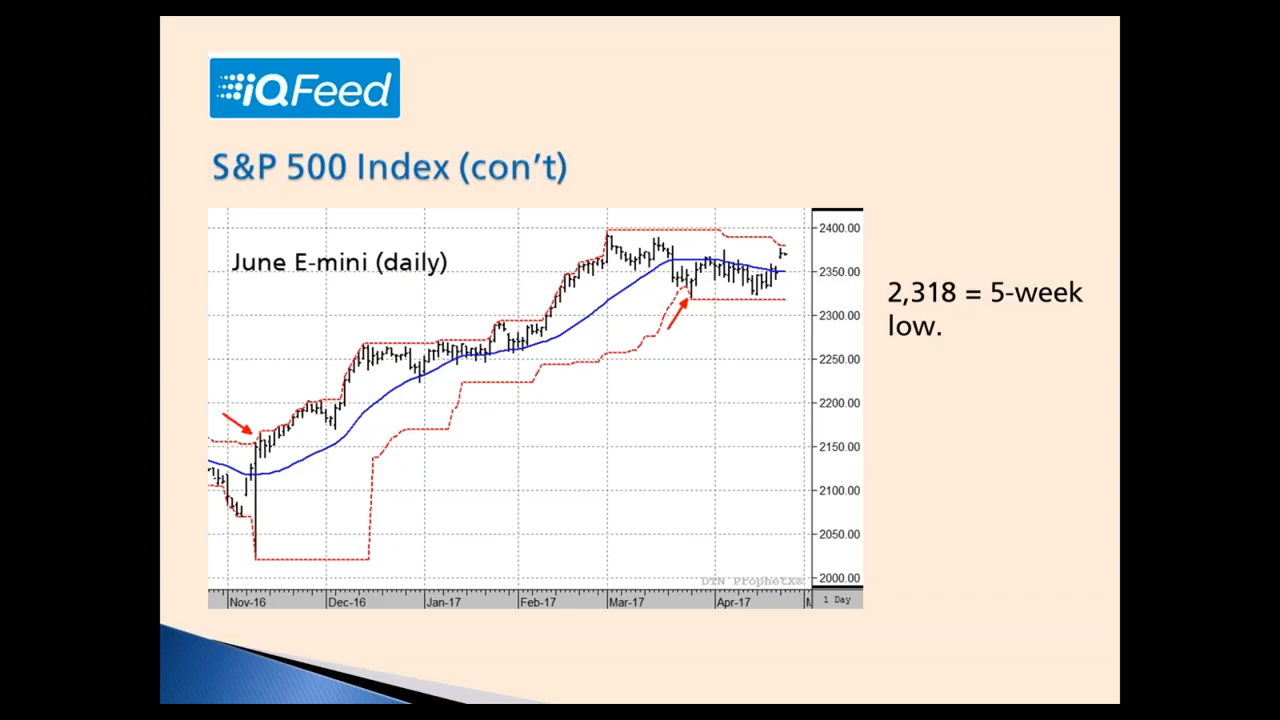 iQFeed
S&P 500 Index (con’t)
June E-mini (daily)
2400.00
2350.00
2300.00
2250.00
2200.00
2150.00
2100.00
2050.00
2000.00
DTN ProphetX®
Nov-16 Dec-16 Jan-17 Feb-17 Mar-17 Apr-17 1 Day
2,318 = 5-week
low.